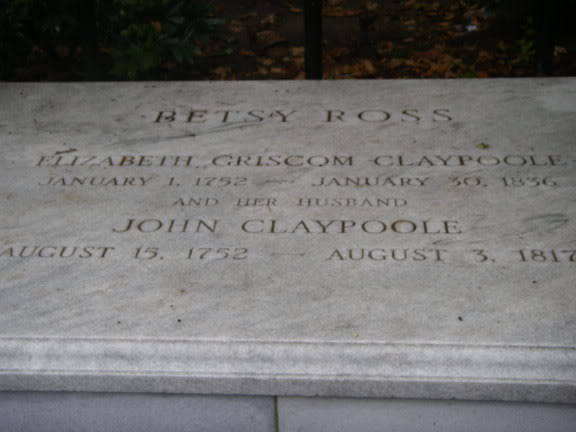 BETSY ROSS
ELIZABETH GRISCOM CLAYPOOLE
JANUARY 1, 1752 — JANUARY 30, 1836
AND HER HUSBAND
JOHN CLAYPOOLE
AUGUST 15, 1752 — AUGUST 3, 1817